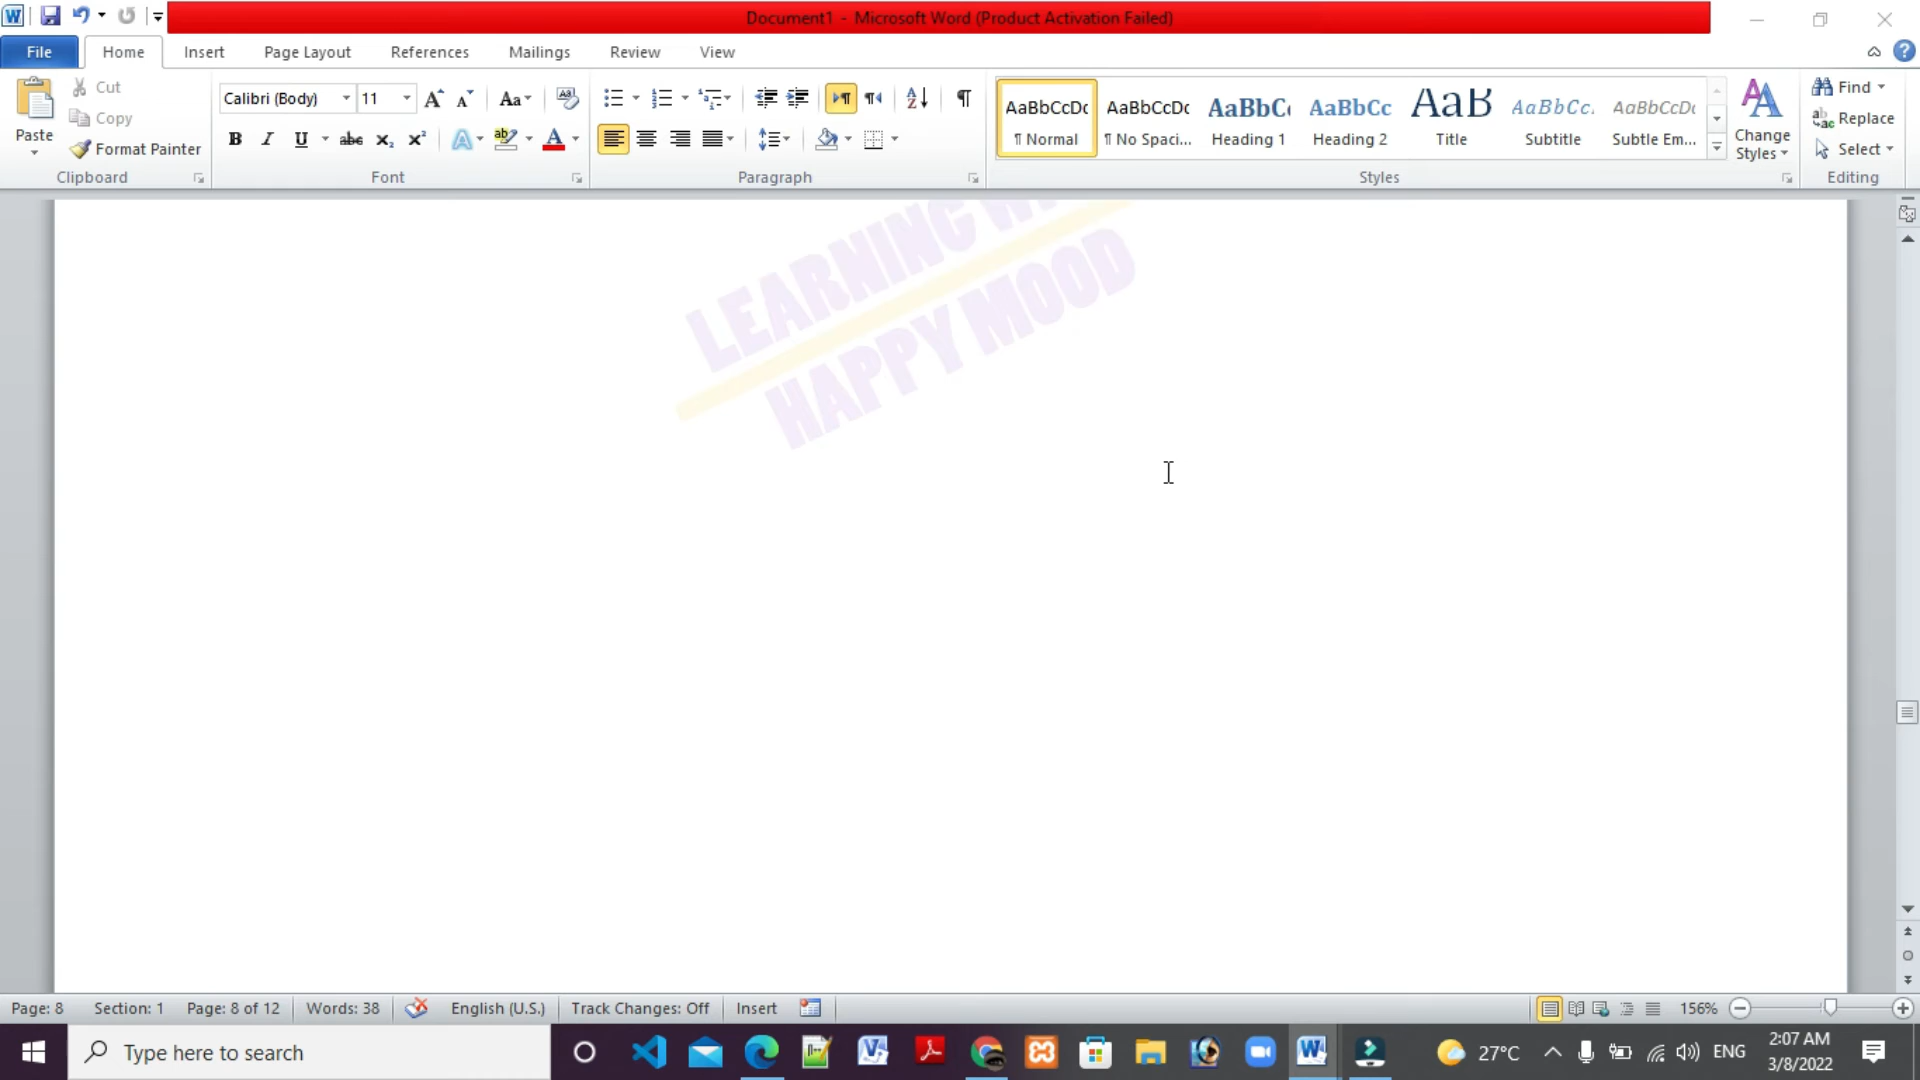 Document1 - Microsoft Word (Product Activation Failed)
File Home Insert Page Layout References Mailings Review View
Paste
Cut
Copy
Format Painter
Clipboard
Calibri (Body) 11
Font
Paragraph
AaBbCcDc AaBbCcDc AaBbC AaBbCc AaB AaBbCc. AaBbCcDc
¶ Normal ¶ No Spaci... Heading 1 Heading 2 Title Subtitle Subtle Em...
Styles
Change
Styles
Find
Replace
Select
Editing
LEARNING
HAPPY MOOD
Page: 8 Section: 1 Page: 8 of 12 Words: 38 English (U.S.) Track Changes: Off Insert 156%
Type here to search
27°C ENG
2:07 AM
3/8/2022